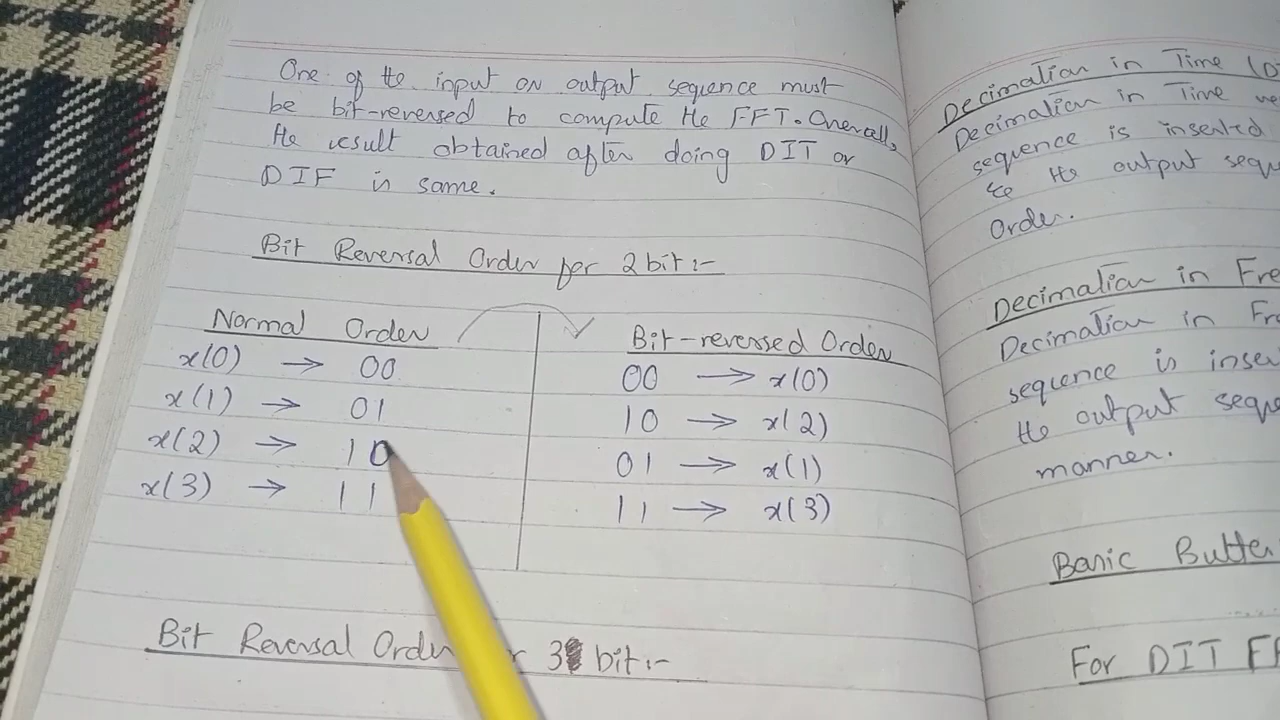 One of the input or output sequence must
be bit-reversed to compute the FFT. Overall,
the result obtained after doing DIT or
DIF is same.
Bit Reversal Order for 2 bit :-
Normal Order
x(0) → 00
x(1) → 01
x(2) → 10
x(3) → 11
Bit-reversed Order
00 → x(0)
10 → x(2)
01 → x(1)
11 → x(3)
Bit Reversal Order 3 bit :-
Decimation in Time (D
Decimation in Time
sequence is inserted
the output sequ
Order.
Decimation in Fre
Decimation in Fre
sequence is inse
the output seque
manner.
Basic Butte
For DIT F